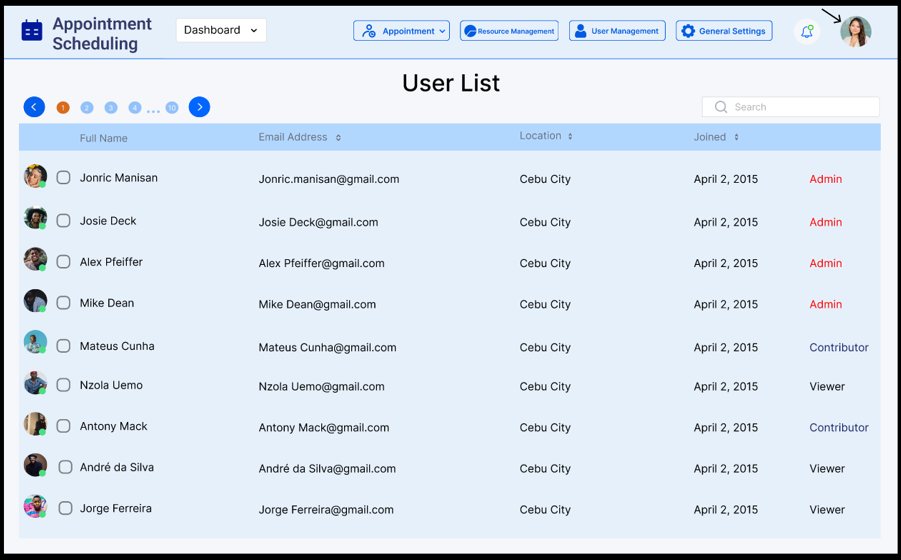 Appointment
Scheduling
Dashboard
Appointment
Resource Management
User Management
General Settings
User List
1 2 3 4 .... 10
Search
Full Name Email Address Location Joined
Jonric Manisan Jonric.manisan@gmail.com Cebu City April 2, 2015 Admin
Josie Deck Josie Deck@gmail.com Cebu City April 2, 2015 Admin
Alex Pfeiffer Alex Pfeiffer@gmail.com Cebu City April 2, 2015 Admin
Mike Dean Mike Dean@gmail.com Cebu City April 2, 2015 Admin
Mateus Cunha Mateus Cunha@gmail.com Cebu City April 2, 2015 Contributor
Nzola Uemo Nzola Uemo@gmail.com Cebu City April 2, 2015 Viewer
Antony Mack Antony Mack@gmail.com Cebu City April 2, 2015 Contributor
André da Silva André da Silva@gmail.com Cebu City April 2, 2015 Viewer
Jorge Ferreira Jorge Ferreira@gmail.com Cebu City April 2, 2015 Viewer